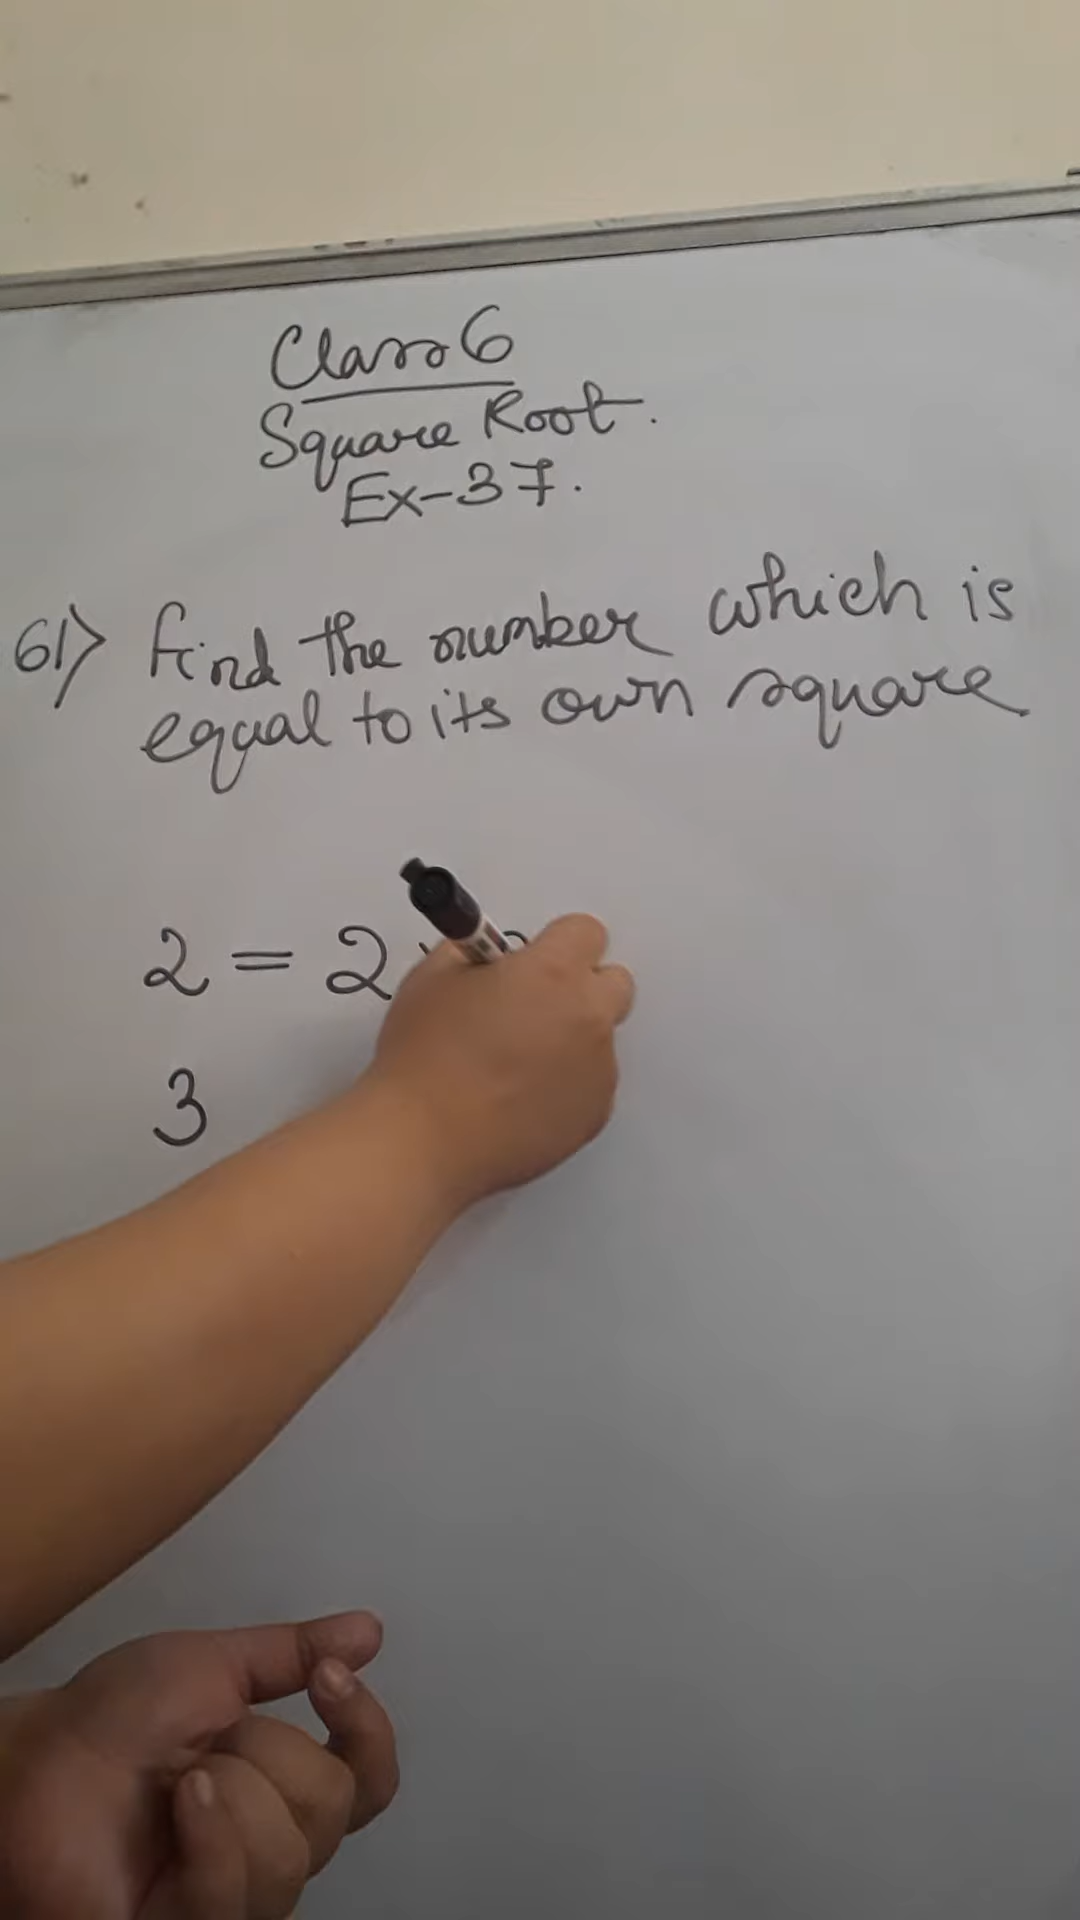 Class 6
Square Root.
Ex-37.
61) find the number which is
equal to its own square
2 = 2
3